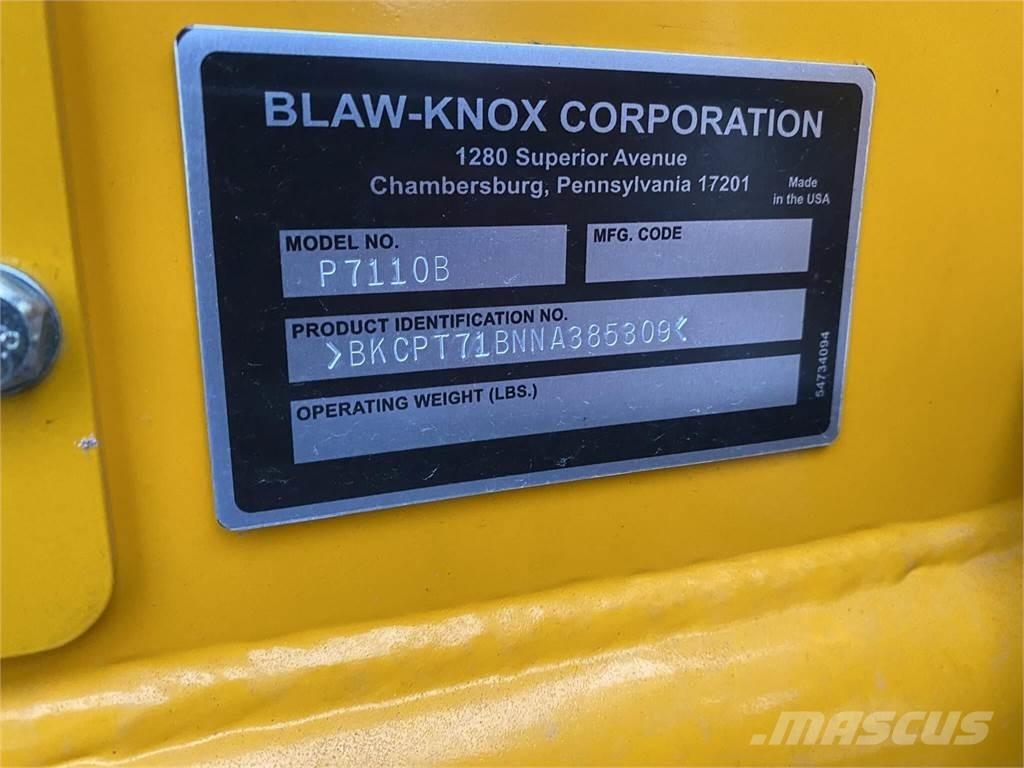 BLAW-KNOX CORPORATION
1280 Superior Avenue
Chambersburg, Pennsylvania 17201
Made
in the USA
MODEL NO.
P7110B
MFG. CODE
PRODUCT IDENTIFICATION NO.
>BKCPT71BNNA385309<
OPERATING WEIGHT (LBS.)
54734094
MASCUS